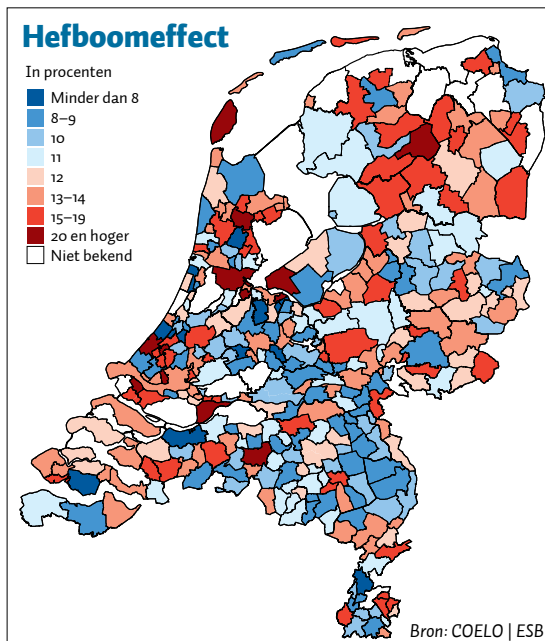 Hefboomeffect
In procenten
Minder dan 8
8–9
10
11
12
13–14
15–19
20 en hoger
Niet bekend
Bron: COELO | ESB